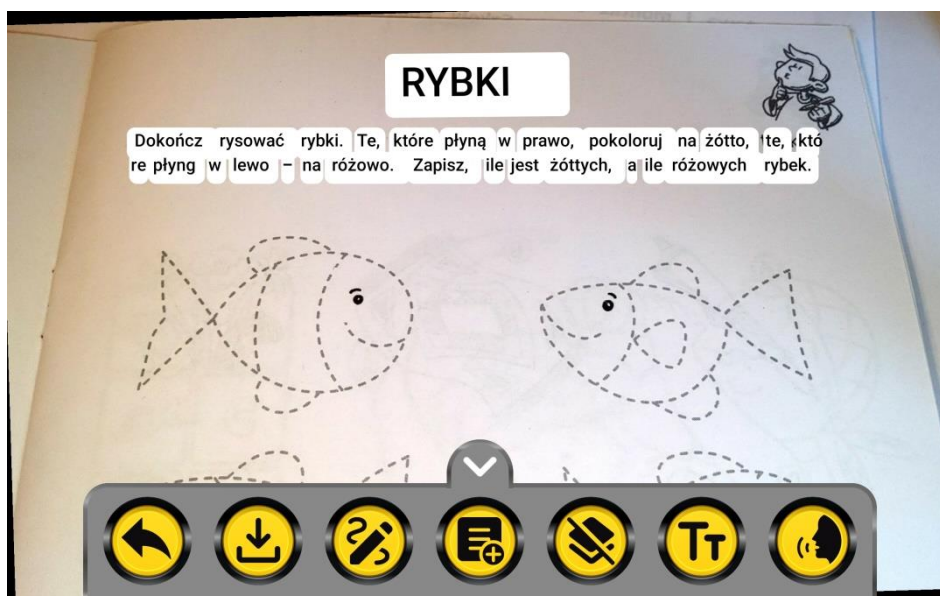 RYBKI
Dokończ rysować rybki. Te, które płyną w prawo, pokoloruj na żótto, te, któ
re płyng w lewo – na różowo. Zapisz, ile jest żóttych, a ile różowych rybek.
TT